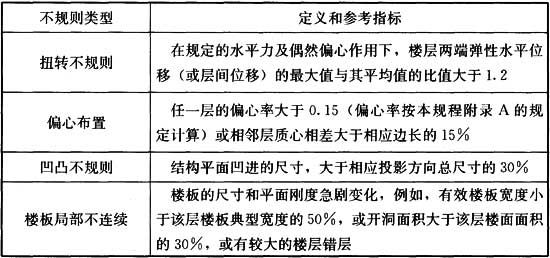 不规则类型 定义和参考指标
扭转不规则
在规定的水平力及偶然偏心作用下，楼层两端弹性水平位
移（或层间位移）的最大值与其平均值的比值大于1.2
偏心布置
任一层的偏心率大于0.15（偏心率按本规程附录A的规
定计算）或相邻层质心相差大于相应边长的15%
凹凸不规则
结构平面凹进的尺寸，大于相应投影方向总尺寸的30%
楼板局部不连续
楼板的尺寸和平面刚度急剧变化，例如，有效楼板宽度小
于该层楼板典型宽度的50%，或开洞面积大于该层楼面面积
的30%，或有较大的楼层错层